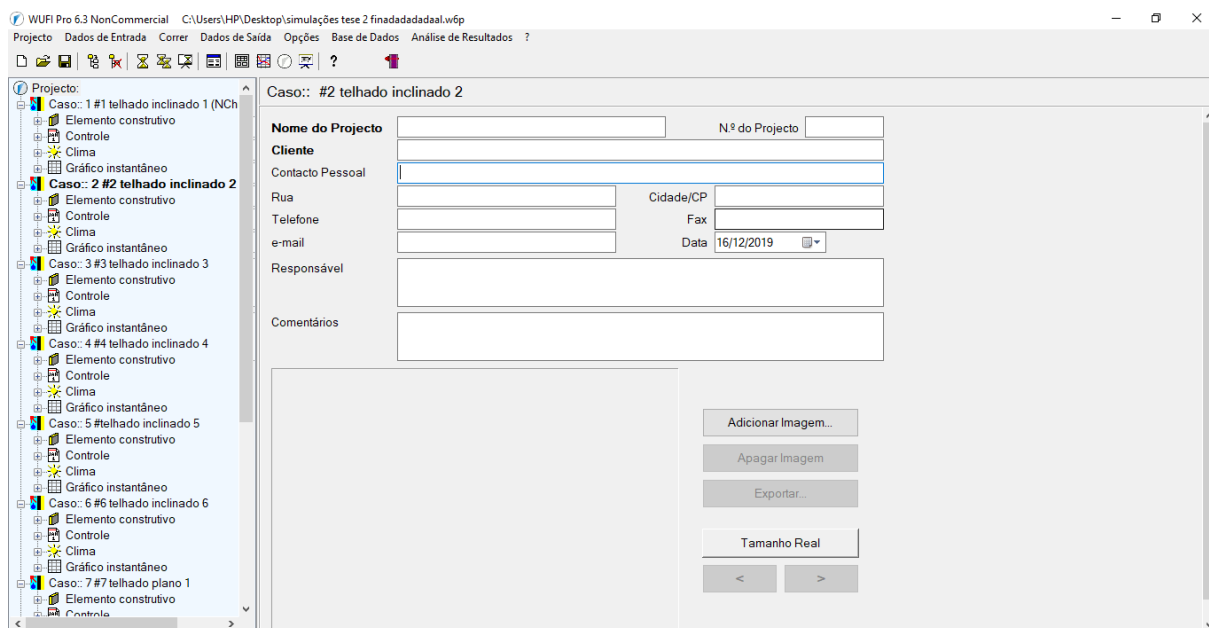 WUFI Pro 6.3 NonCommercial C:\Users\HP\Desktop\simulações tese 2 finadadadadaal.w6p
Projecto Dados de Entrada Correr Dados de Saída Opções Base de Dados Análise de Resultados ?
Projecto:
Caso:: 1 #1 telhado inclinado 1 (NCh
Elemento construtivo
Controle
Clima
Gráfico instantâneo
Caso:: 2 #2 telhado inclinado 2
Elemento construtivo
Controle
Clima
Gráfico instantâneo
Caso:: 3 #3 telhado inclinado 3
Elemento construtivo
Controle
Clima
Gráfico instantâneo
Caso:: 4 #4 telhado inclinado 4
Elemento construtivo
Controle
Clima
Gráfico instantâneo
Caso:: 5 #telhado inclinado 5
Elemento construtivo
Controle
Clima
Gráfico instantâneo
Caso:: 6 #6 telhado inclinado 6
Elemento construtivo
Controle
Clima
Gráfico instantâneo
Caso:: 7 #7 telhado plano 1
Elemento construtivo
Controle
Caso:: #2 telhado inclinado 2
Nome do Projecto N.º do Projecto
Cliente
Contacto Pessoal
Rua Cidade/CP
Telefone Fax
e-mail Data 16/12/2019
Responsável
Comentários
Adicionar Imagem...
Apagar Imagem
Exportar...
Tamanho Real
< >